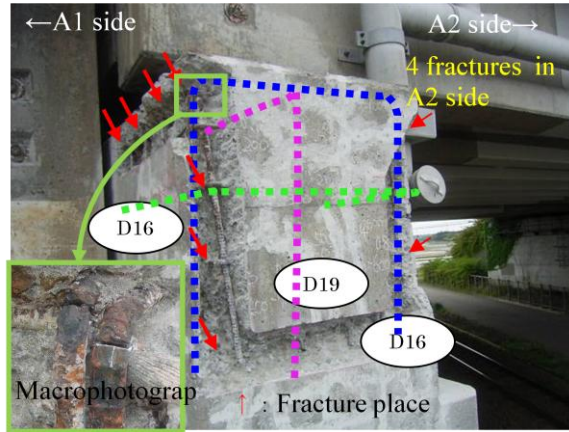 ←A1 side
A2 side→
4 fractures in
A2 side
D16
D19
D16
Macrophotograp
↑ : Fracture place